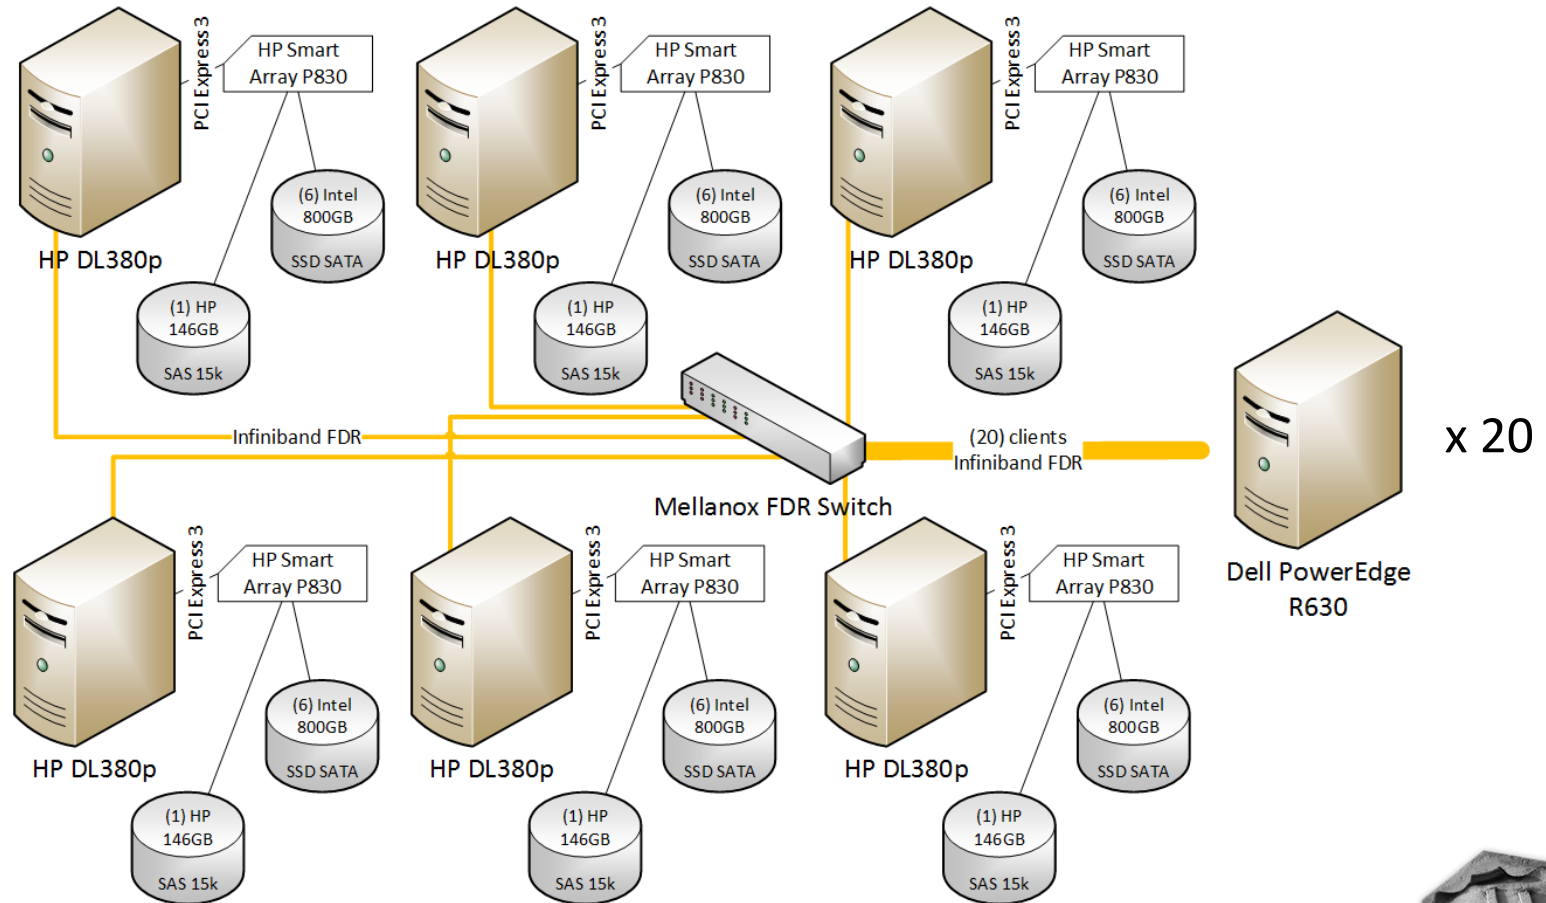 PCI Express 3
HP Smart
Array P830
(6) Intel
800GB
SSD SATA
HP DL380p
(1) HP
146GB
SAS 15k
PCI Express 3
HP Smart
Array P830
(6) Intel
800GB
SSD SATA
HP DL380p
(1) HP
146GB
SAS 15k
PCI Express 3
HP Smart
Array P830
(6) Intel
800GB
SSD SATA
HP DL380p
(1) HP
146GB
SAS 15k
Infiniband FDR
(20) clients
Infiniband FDR
x 20
Mellanox FDR Switch
Dell PowerEdge
R630
PCI Express 3
HP Smart
Array P830
(6) Intel
800GB
SSD SATA
HP DL380p
(1) HP
146GB
SAS 15k
PCI Express 3
HP Smart
Array P830
(6) Intel
800GB
SSD SATA
HP DL380p
(1) HP
146GB
SAS 15k
PCI Express 3
HP Smart
Array P830
(6) Intel
800GB
SSD SATA
HP DL380p
(1) HP
146GB
SAS 15k